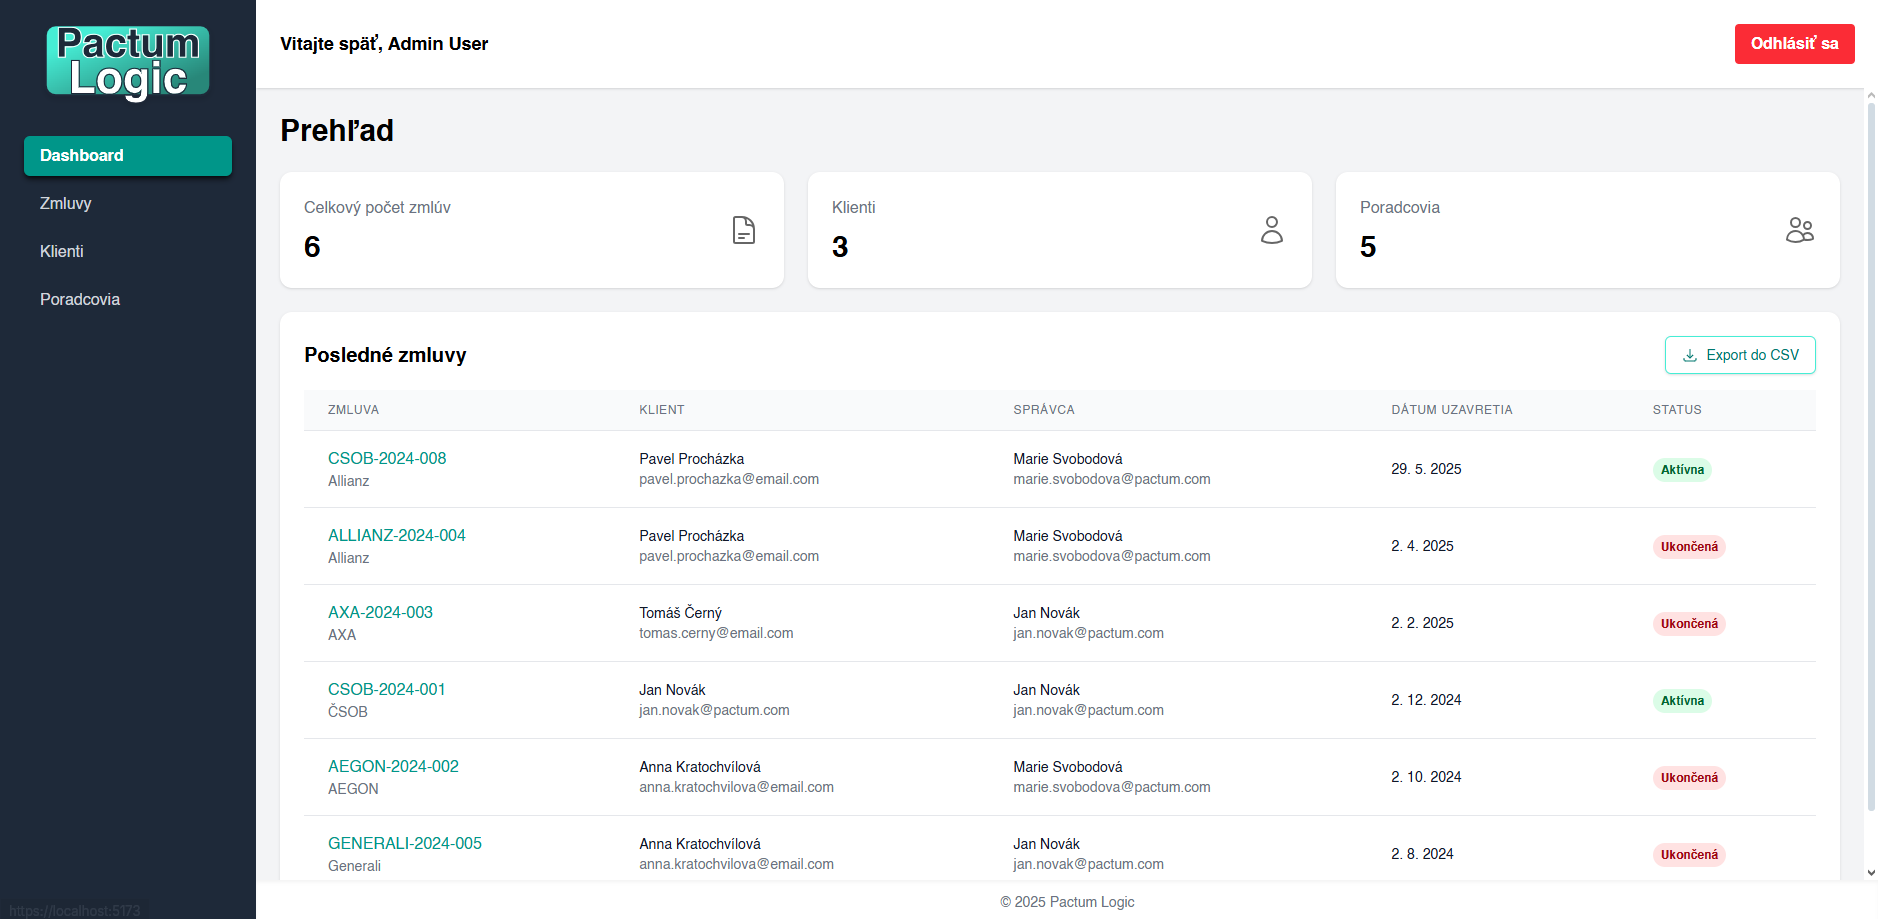 Pactum
Logic
Vitajte späť, Admin User
Odhlásiť sa
Dashboard
Zmluvy
Klienti
Poradcovia
Prehľad
Celkový počet zmlúv
6
Klienti
3
Poradcovia
5
Posledné zmluvy
Export do CSV
ZMLUVA KLIENT SPRÁVCA DÁTUM UZAVRETIA STATUS
CSOB-2024-008 Pavel Procházka Marie Svobodová 29. 5. 2025 Aktívna
Allianz pavel.prochazka@email.com marie.svobodova@pactum.com
ALLIANZ-2024-004 Pavel Procházka Marie Svobodová 2. 4. 2025 Ukončená
Allianz pavel.prochazka@email.com marie.svobodova@pactum.com
AXA-2024-003 Tomáš Černý Jan Novák 2. 2. 2025 Ukončená
AXA tomas.cerny@email.com jan.novak@pactum.com
CSOB-2024-001 Jan Novák Jan Novák 2. 12. 2024 Aktívna
ČSOB jan.novak@pactum.com jan.novak@pactum.com
AEGON-2024-002 Anna Kratochvílová Marie Svobodová 2. 10. 2024 Ukončená
AEGON anna.kratochvilova@email.com marie.svobodova@pactum.com
GENERALI-2024-005 Anna Kratochvílová Jan Novák 2. 8. 2024 Ukončená
Generali anna.kratochvilova@email.com jan.novak@pactum.com
© 2025 Pactum Logic
https://localhost:5173